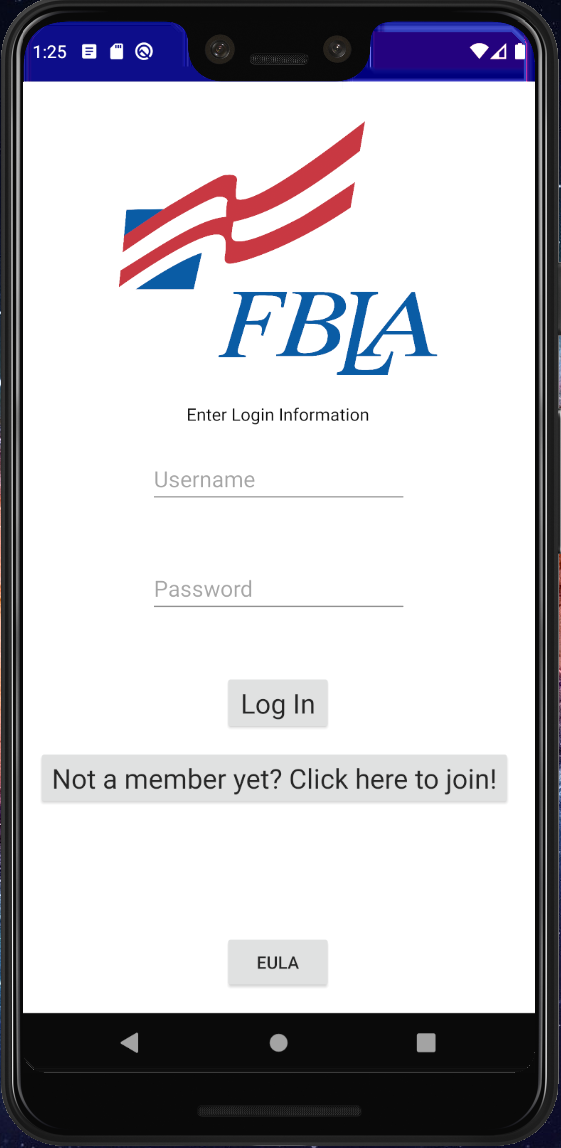 1:25
FBLA
Enter Login Information
Username
Password
Log In
Not a member yet? Click here to join!
EULA